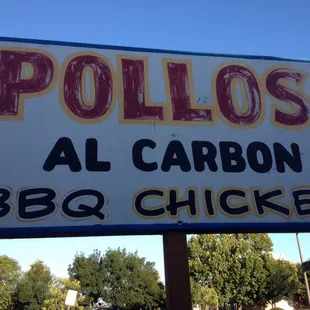 POLLOS
AL CARBON
BBQ CHICKE